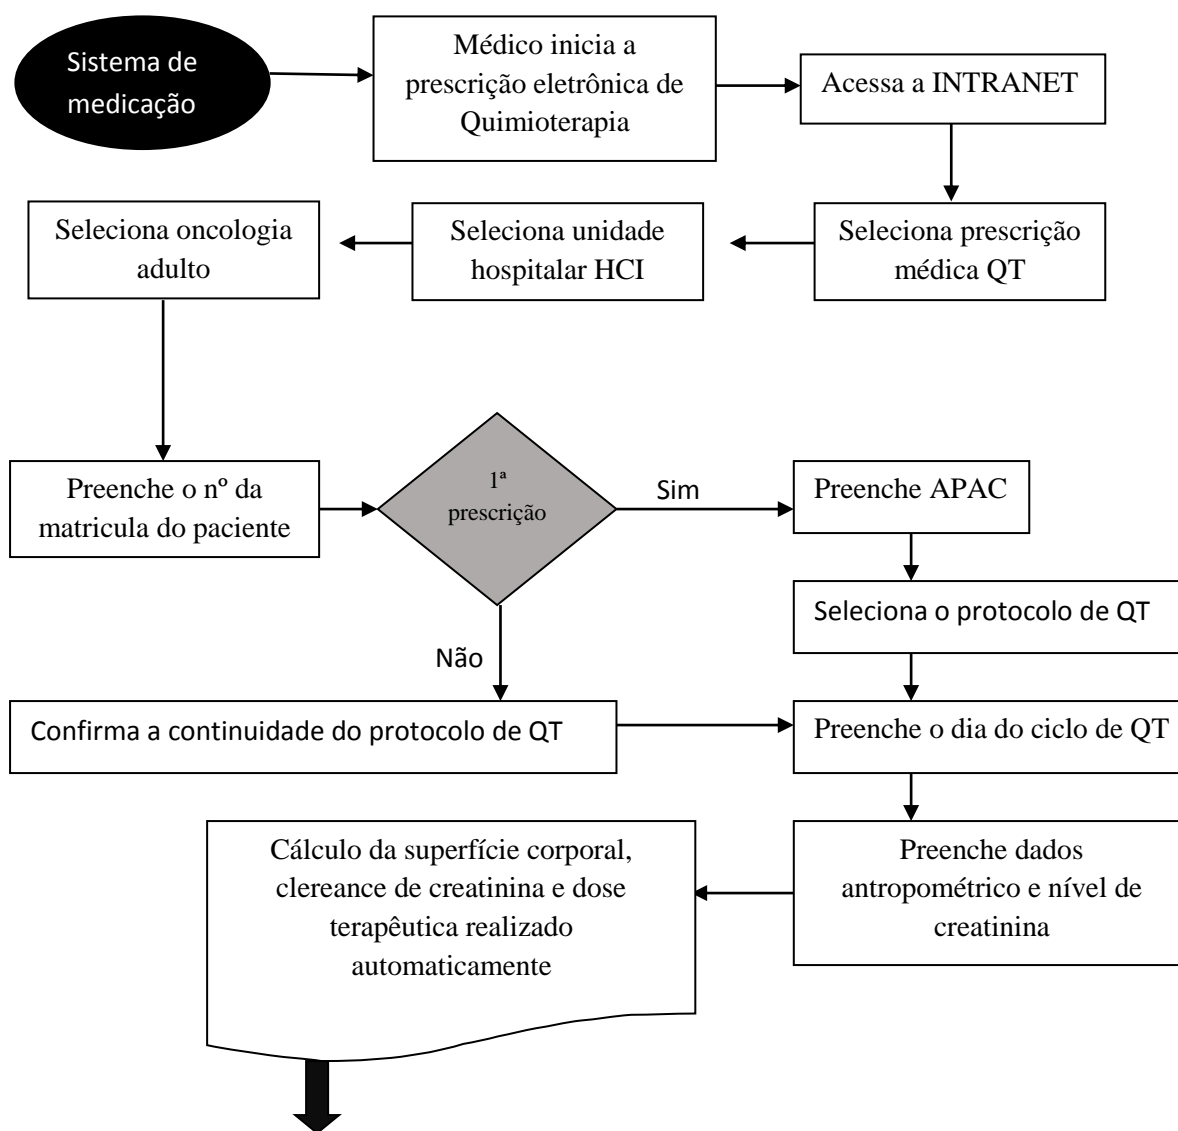 Sistema de
medicação
Médico inicia a
prescrição eletrônica de
Quimioterapia
Acessa a INTRANET
Seleciona oncologia
adulto
Seleciona unidade
hospitalar HCI
Seleciona prescrição
médica QT
Preenche o nº da
matricula do paciente
1ª
prescrição
Sim
Preenche APAC
Seleciona o protocolo de QT
Não
Confirma a continuidade do protocolo de QT
Preenche o dia do ciclo de QT
Cálculo da superfície corporal,
clereance de creatinina e dose
terapêutica realizado
automaticamente
Preenche dados
antropométrico e nível de
creatinina